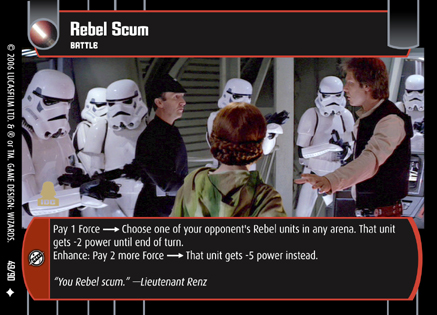 Rebel Scum
BATTLE
© 2006 LUCASFILM LTD. & ® or TM. GAME DESIGN: WIZARDS.
49/90
Pay 1 Force → Choose one of your opponent's Rebel units in any arena. That unit
gets -2 power until end of turn.
Enhance: Pay 2 more Force → That unit gets -5 power instead.
"You Rebel scum." —Lieutenant Renz